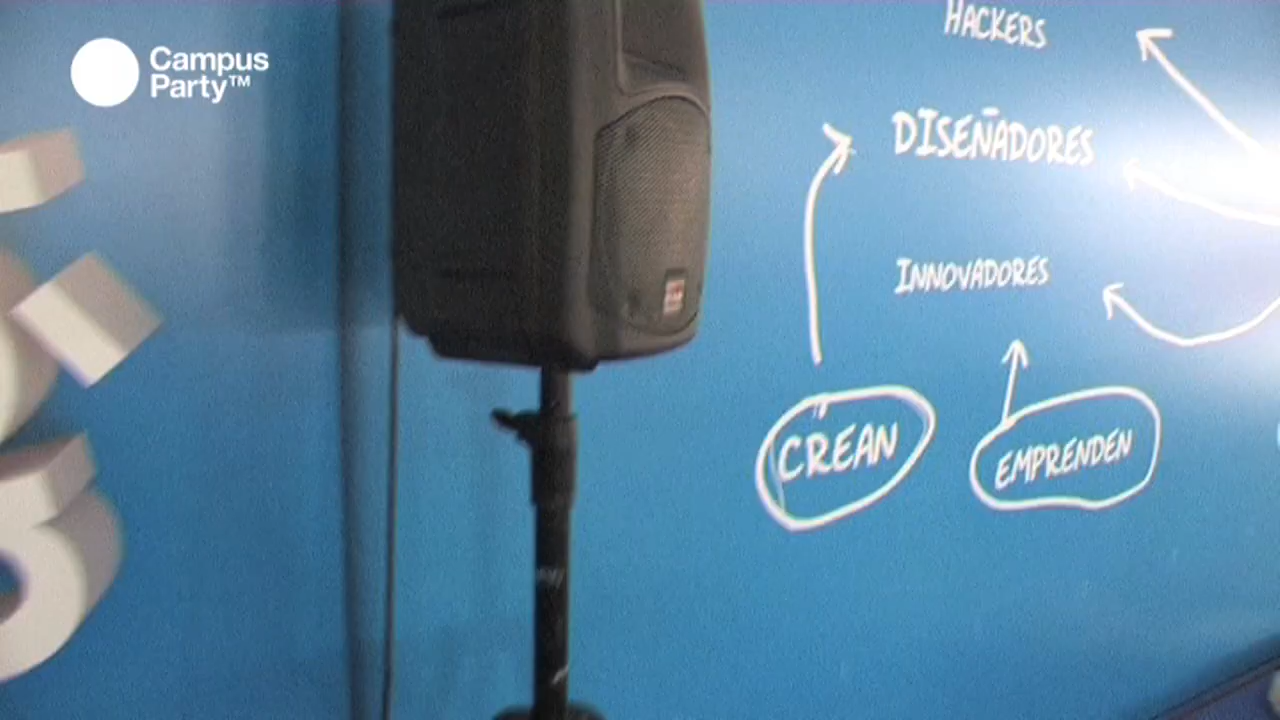 Campus
Party™
HACKERS
DISEÑADORES
INNOVADORES
CREAN
EMPRENDEN